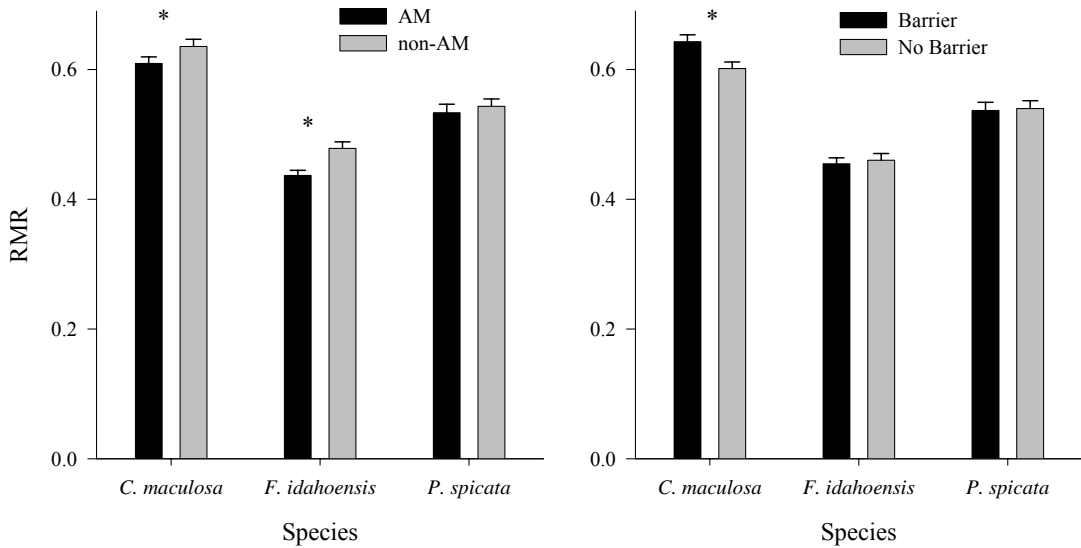 *
AM
non-AM
*
RMR
0.6
0.4
0.2
0.0
C. maculosa
F. idahoensis
P. spicata
Species
*
Barrier
No Barrier
0.6
0.4
0.2
0.0
C. maculosa
F. idahoensis
P. spicata
Species